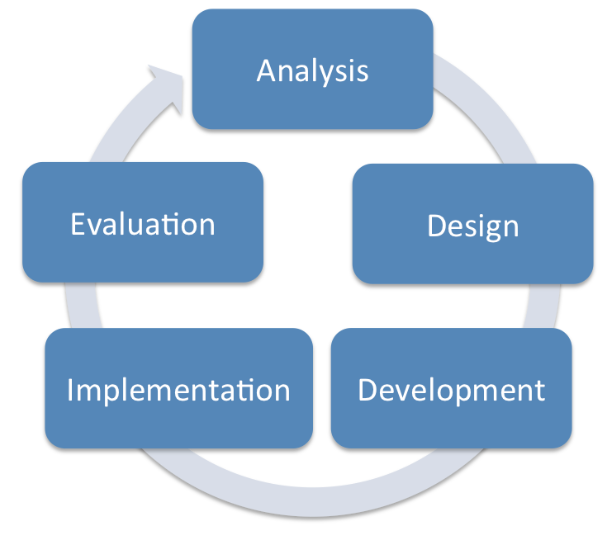 Analysis
Design
Development
Implementation
Evaluation